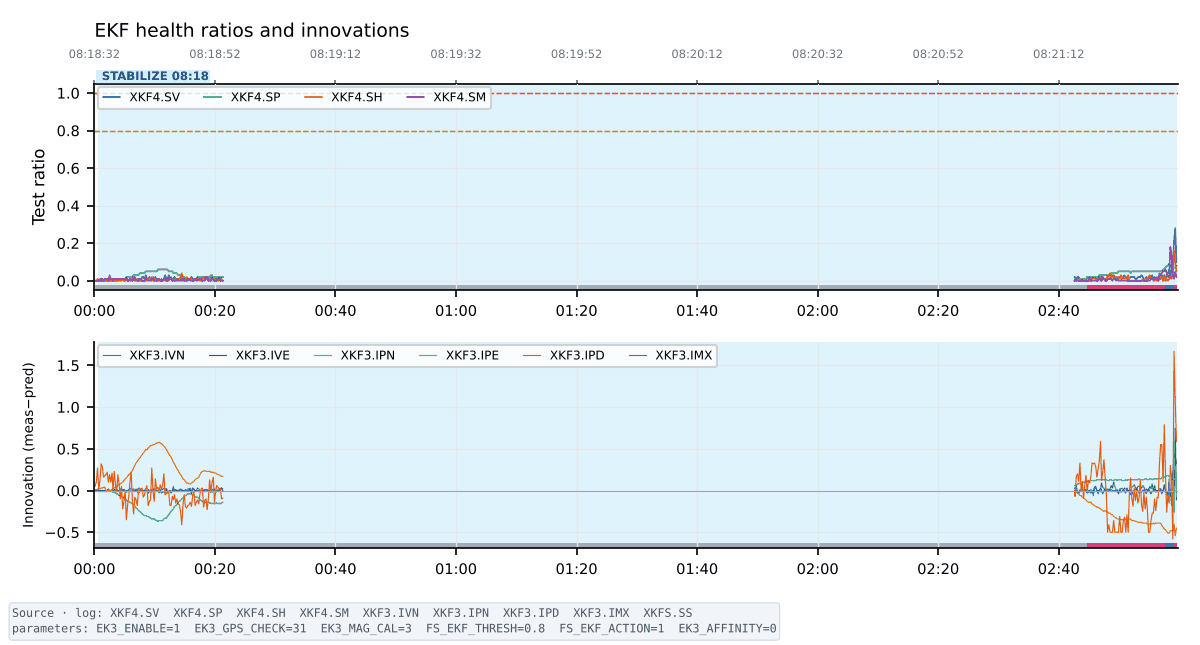 EKF health ratios and innovations
08:18:32 08:18:52 08:19:12 08:19:32 08:19:52 08:20:12 08:20:32 08:20:52 08:21:12
STABILIZE 08:18
XKF4.SV XKF4.SP XKF4.SH XKF4.SM
Test ratio
1.0
0.8
0.6
0.4
0.2
0.0
00:00 00:20 00:40 01:00 01:20 01:40 02:00 02:20 02:40
XKF3.IVN XKF3.IVE XKF3.IPN XKF3.IPE XKF3.IPD XKF3.IMX
Innovation (meas−pred)
1.5
1.0
0.5
0.0
−0.5
00:00 00:20 00:40 01:00 01:20 01:40 02:00 02:20 02:40
Source · log: XKF4.SV XKF4.SP XKF4.SH XKF4.SM XKF3.IVN XKF3.IPN XKF3.IPD XKF3.IMX XKFS.SS
parameters: EK3_ENABLE=1 EK3_GPS_CHECK=31 EK3_MAG_CAL=3 FS_EKF_THRESH=0.8 FS_EKF_ACTION=1 EK3_AFFINITY=0